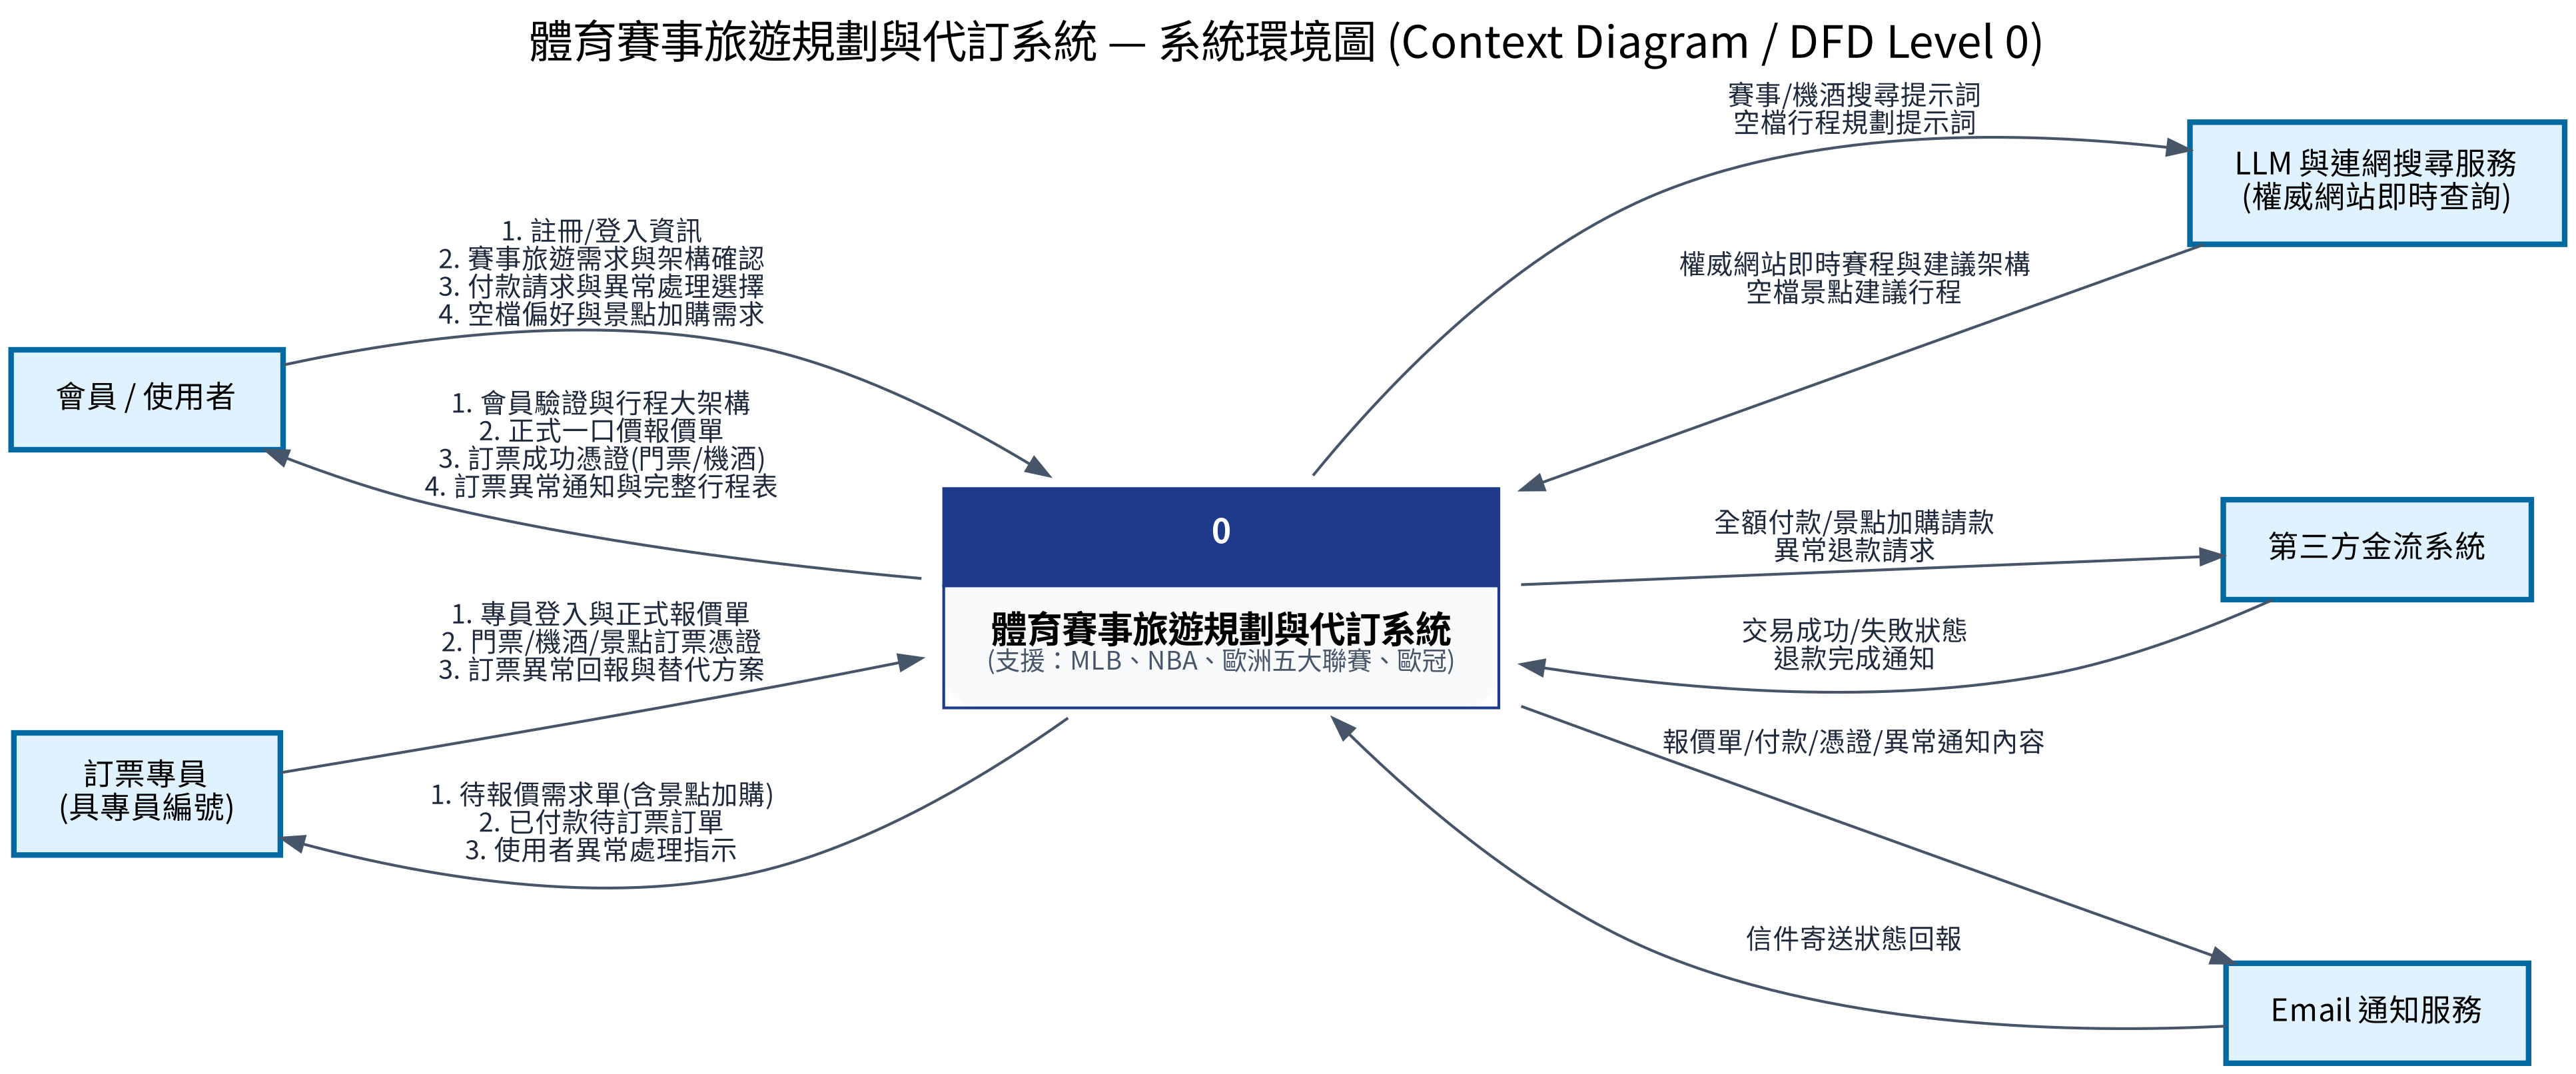 體育賽事旅遊規劃與代訂系統 — 系統環境圖 (Context Diagram / DFD Level 0)
賽事/機酒搜尋提示詞
空檔行程規劃提示詞
LLM 與連網搜尋服務
(權威網站即時查詢)
1. 註冊/登入資訊
2. 賽事旅遊需求與架構確認
3. 付款請求與異常處理選擇
4. 空檔偏好與景點加購需求
權威網站即時賽程與建議架構
空檔景點建議行程
會員 / 使用者
1. 會員驗證與行程大架構
2. 正式一口價報價單
3. 訂票成功憑證(門票/機酒)
4. 訂票異常通知與完整行程表
0
體育賽事旅遊規劃與代訂系統
(支援：MLB、NBA、歐洲五大聯賽、歐冠)
全額付款/景點加購請款
異常退款請求
第三方金流系統
交易成功/失敗狀態
退款完成通知
1. 專員登入與正式報價單
2. 門票/機酒/景點訂票憑證
3. 訂票異常回報與替代方案
訂票專員
(具專員編號)
1. 待報價需求單(含景點加購)
2. 已付款待訂票訂單
3. 使用者異常處理指示
報價單/付款/憑證/異常通知內容
信件寄送狀態回報
Email 通知服務